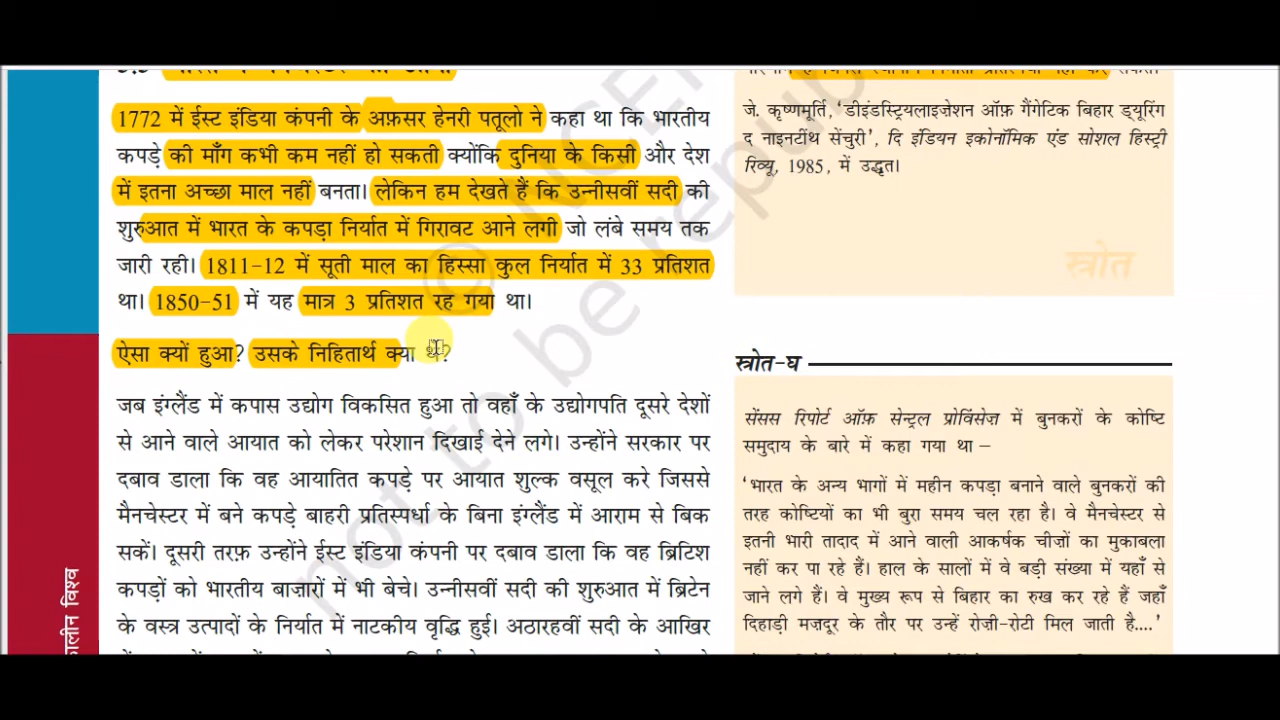 1772 में ईस्ट इंडिया कंपनी के अफ़सर हेनरी पतूलो ने कहा था कि भारतीय
कपड़े की माँग कभी कम नहीं हो सकती क्योंकि दुनिया के किसी और देश
में इतना अच्छा माल नहीं बनता। लेकिन हम देखते हैं कि उन्नीसवीं सदी की
शुरुआत में भारत के कपड़ा निर्यात में गिरावट आने लगी जो लंबे समय तक
जारी रही। 1811-12 में सूती माल का हिस्सा कुल निर्यात में 33 प्रतिशत
था। 1850-51 में यह मात्र 3 प्रतिशत रह गया था।
ऐसा क्यों हुआ? उसके निहितार्थ क्या थे?
जब इंग्लैंड में कपास उद्योग विकसित हुआ तो वहाँ के उद्योगपति दूसरे देशों
से आने वाले आयात को लेकर परेशान दिखाई देने लगे। उन्होंने सरकार पर
दबाव डाला कि वह आयातित कपड़े पर आयात शुल्क वसूल करे जिससे
मैनचेस्टर में बने कपड़े बाहरी प्रतिस्पर्धा के बिना इंग्लैंड में आराम से बिक
सकें। दूसरी तरफ़ उन्होंने ईस्ट इंडिया कंपनी पर दबाव डाला कि वह ब्रिटिश
कपड़ों को भारतीय बाजारों में भी बेचे। उन्नीसवीं सदी की शुरुआत में ब्रिटेन
के वस्त्र उत्पादों के निर्यात में नाटकीय वृद्धि हुई। अठारहवीं सदी के आखिर
जे. कृष्णमूर्ति, 'डीइंडस्ट्रियलाइज़ेशन ऑफ़ गैंगेटिक बिहार ड्यूरिंग
द नाइनटींथ सेंचुरी', दि इंडियन इकोनॉमिक एंड सोशल हिस्ट्री
रिव्यू, 1985, में उद्धृत।
स्रोत
स्त्रोत-घ
सेंसस रिपोर्ट ऑफ़ सेन्ट्रल प्रोविंसेज़ में बुनकरों के कोष्टि
समुदाय के बारे में कहा गया था –
'भारत के अन्य भागों में महीन कपड़ा बनाने वाले बुनकरों की
तरह कोष्टियों का भी बुरा समय चल रहा है। वे मैनचेस्टर से
इतनी भारी तादाद में आने वाली आकर्षक चीज़ों का मुकाबला
नहीं कर पा रहे हैं। हाल के सालों में वे बड़ी संख्या में यहाँ से
जाने लगे हैं। वे मुख्य रूप से बिहार का रुख कर रहे हैं जहाँ
दिहाड़ी मज़दूर के तौर पर उन्हें रोज़ी-रोटी मिल जाती है....'
कालीन विश्व
not to be republ